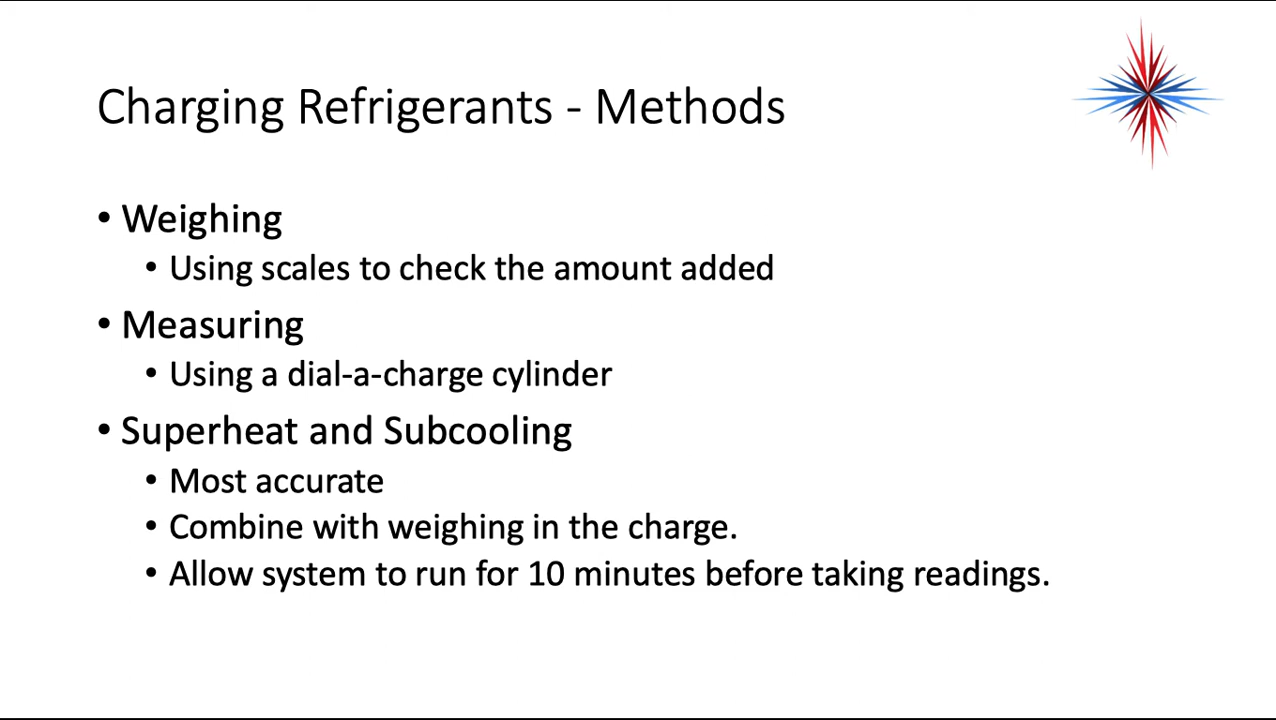 Charging Refrigerants - Methods
• Weighing
• Using scales to check the amount added
• Measuring
• Using a dial-a-charge cylinder
• Superheat and Subcooling
• Most accurate
• Combine with weighing in the charge.
• Allow system to run for 10 minutes before taking readings.